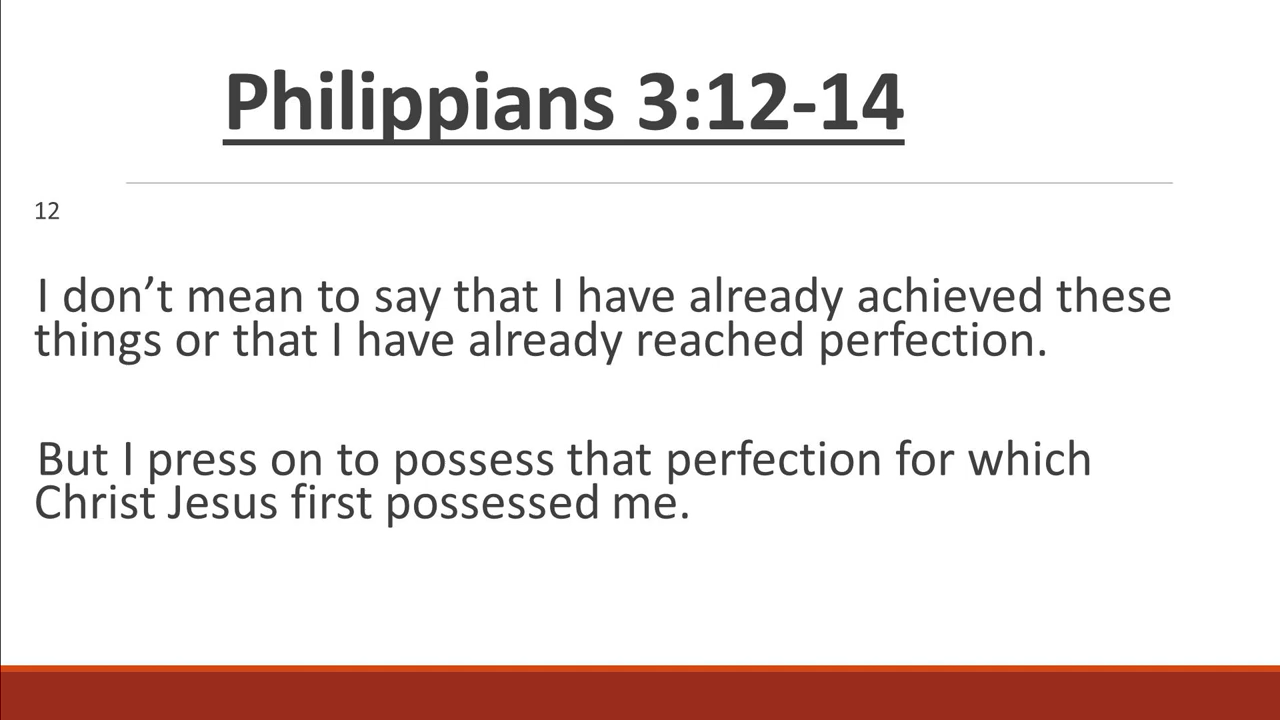 Philippians 3:12-14
12
I don’t mean to say that I have already achieved these
things or that I have already reached perfection.
But I press on to possess that perfection for which
Christ Jesus first possessed me.